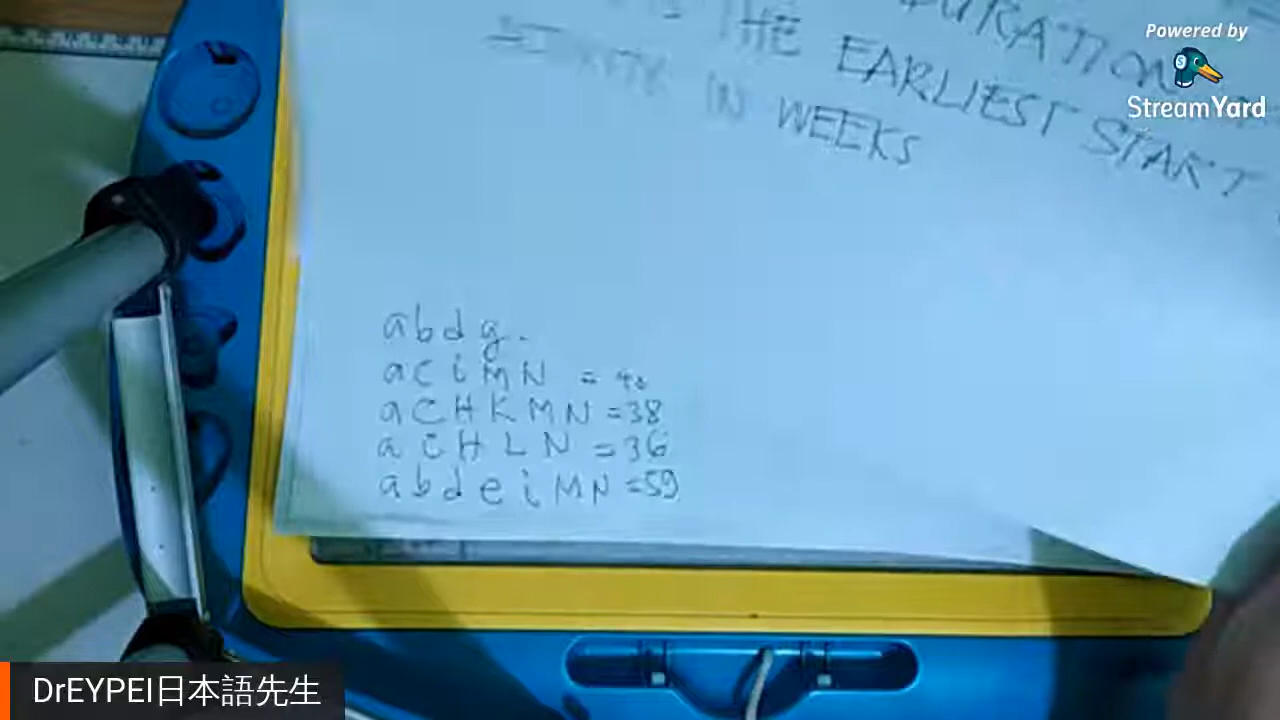 Powered by
StreamYard
DURATION
THE EARLIEST START
IN WEEKS
abdg.
aciMN = 40
aCHKMN = 38
aCHLN = 36
abdeiMN = 59
DrEYPEI日本語先生